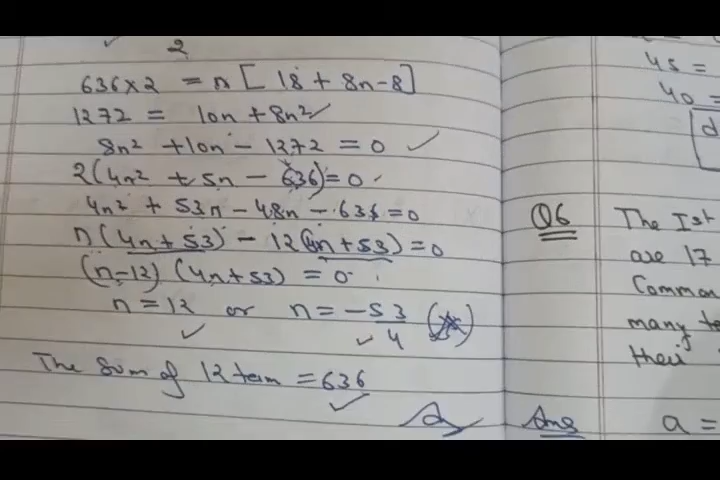 2
636×2 = n [ 18 + 8n-8]
1272 = 10n + 8n²
8n² + 10n - 1272 = 0
2(4n² + 5n - 636) = 0
4n² + 53n - 48n - 636 = 0
n(4n+53) - 12(4n+53) = 0
(n-12) (4n+53) = 0
n = 12 or n = -53/4
The Sum of 12 term = 636
45 =
40 =
d
Q6 The Ist
are 17
Common
many te
their
Ans a =